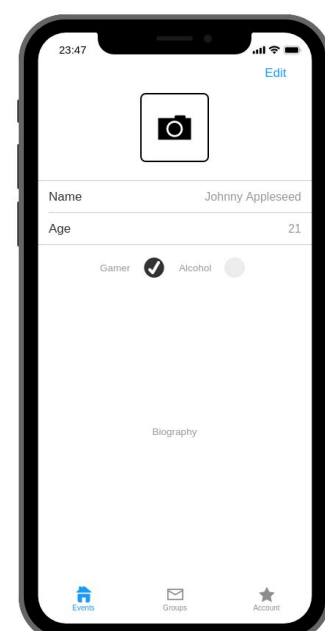 23:47
Edit
Name Johnny Appleseed
Age 21
Gamer Alcohol
Biography
Events Groups Account